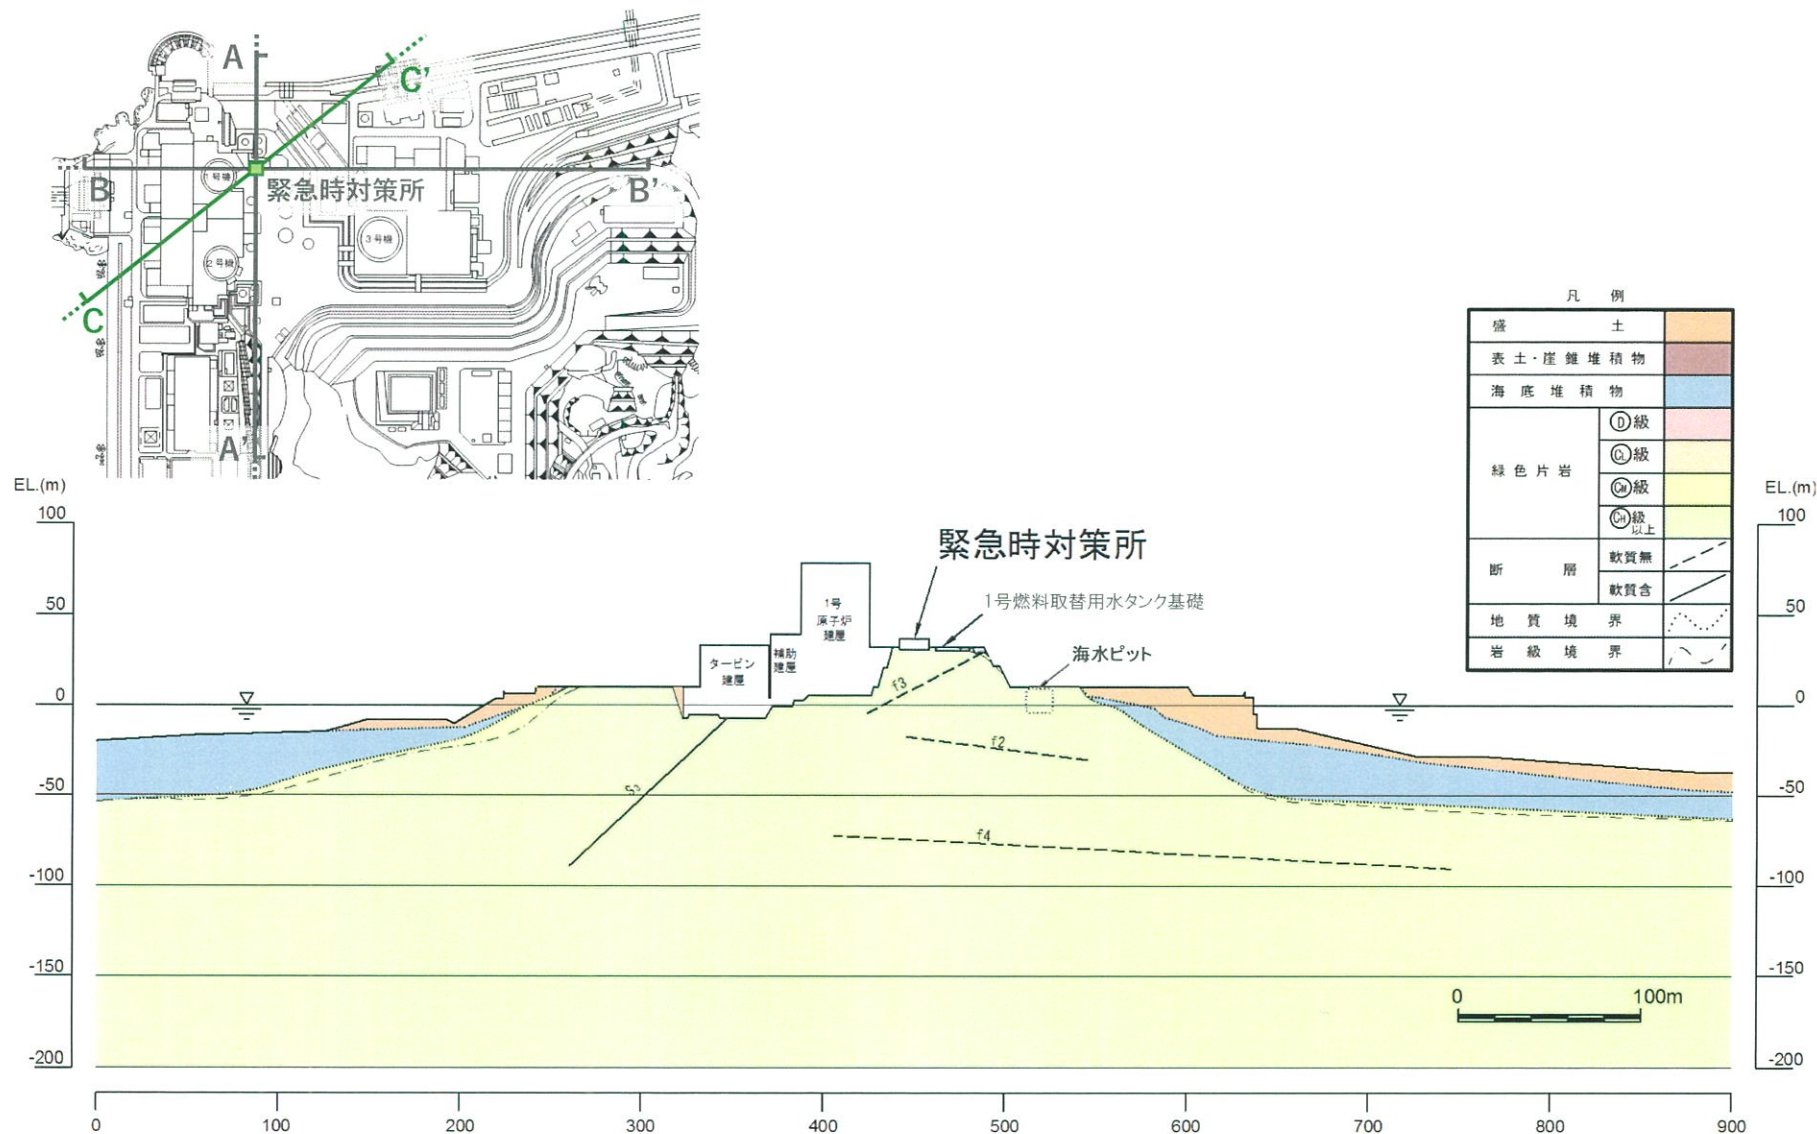 A
C'
1号機
B
緊急時対策所
B'
3号機
2号機
C
A'
凡 例
盛 土
表土・崖錐堆積物
海底堆積物
緑色片岩
D級
CL級
CM級
CH級
以上
断 層
軟質無
軟質含
地質境界
岩級境界
EL.(m)
EL.(m)
100
50
0
-50
-100
-150
-200
100
50
0
-50
-100
-150
-200
緊急時対策所
1号燃料取替用水タンク基礎
1号
原子炉
建屋
補助
建屋
タービン
建屋
海水ピット
f3
f2
S3
f4
0 100m
0 100 200 300 400 500 600 700 800 900